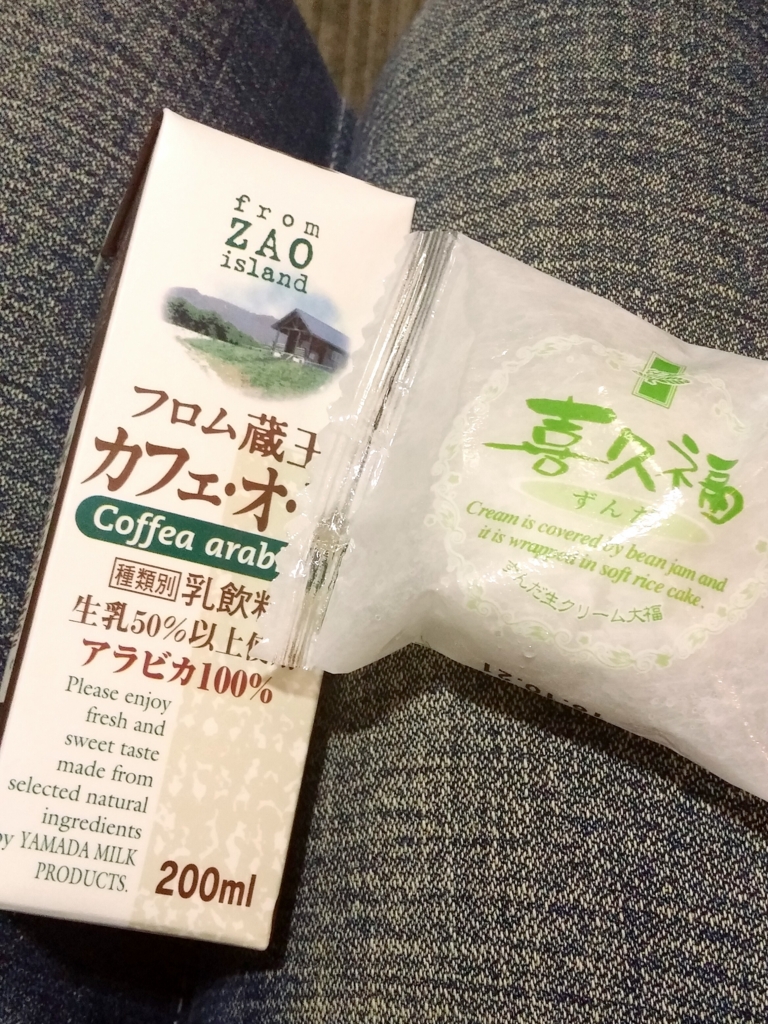 from
ZAO
island
フロム蔵王
カフェ・オ・
Coffea arab
種類別 乳飲料
生乳50%以上使用
アラビカ100%
Please enjoy
fresh and
sweet taste
made from
selected natural
ingredients
by YAMADA MILK
PRODUCTS.
200ml
喜久福
ずんだ
Cream is covered by bean jam and
it is wrapped in soft rice cake.
ずんだ生クリーム大福